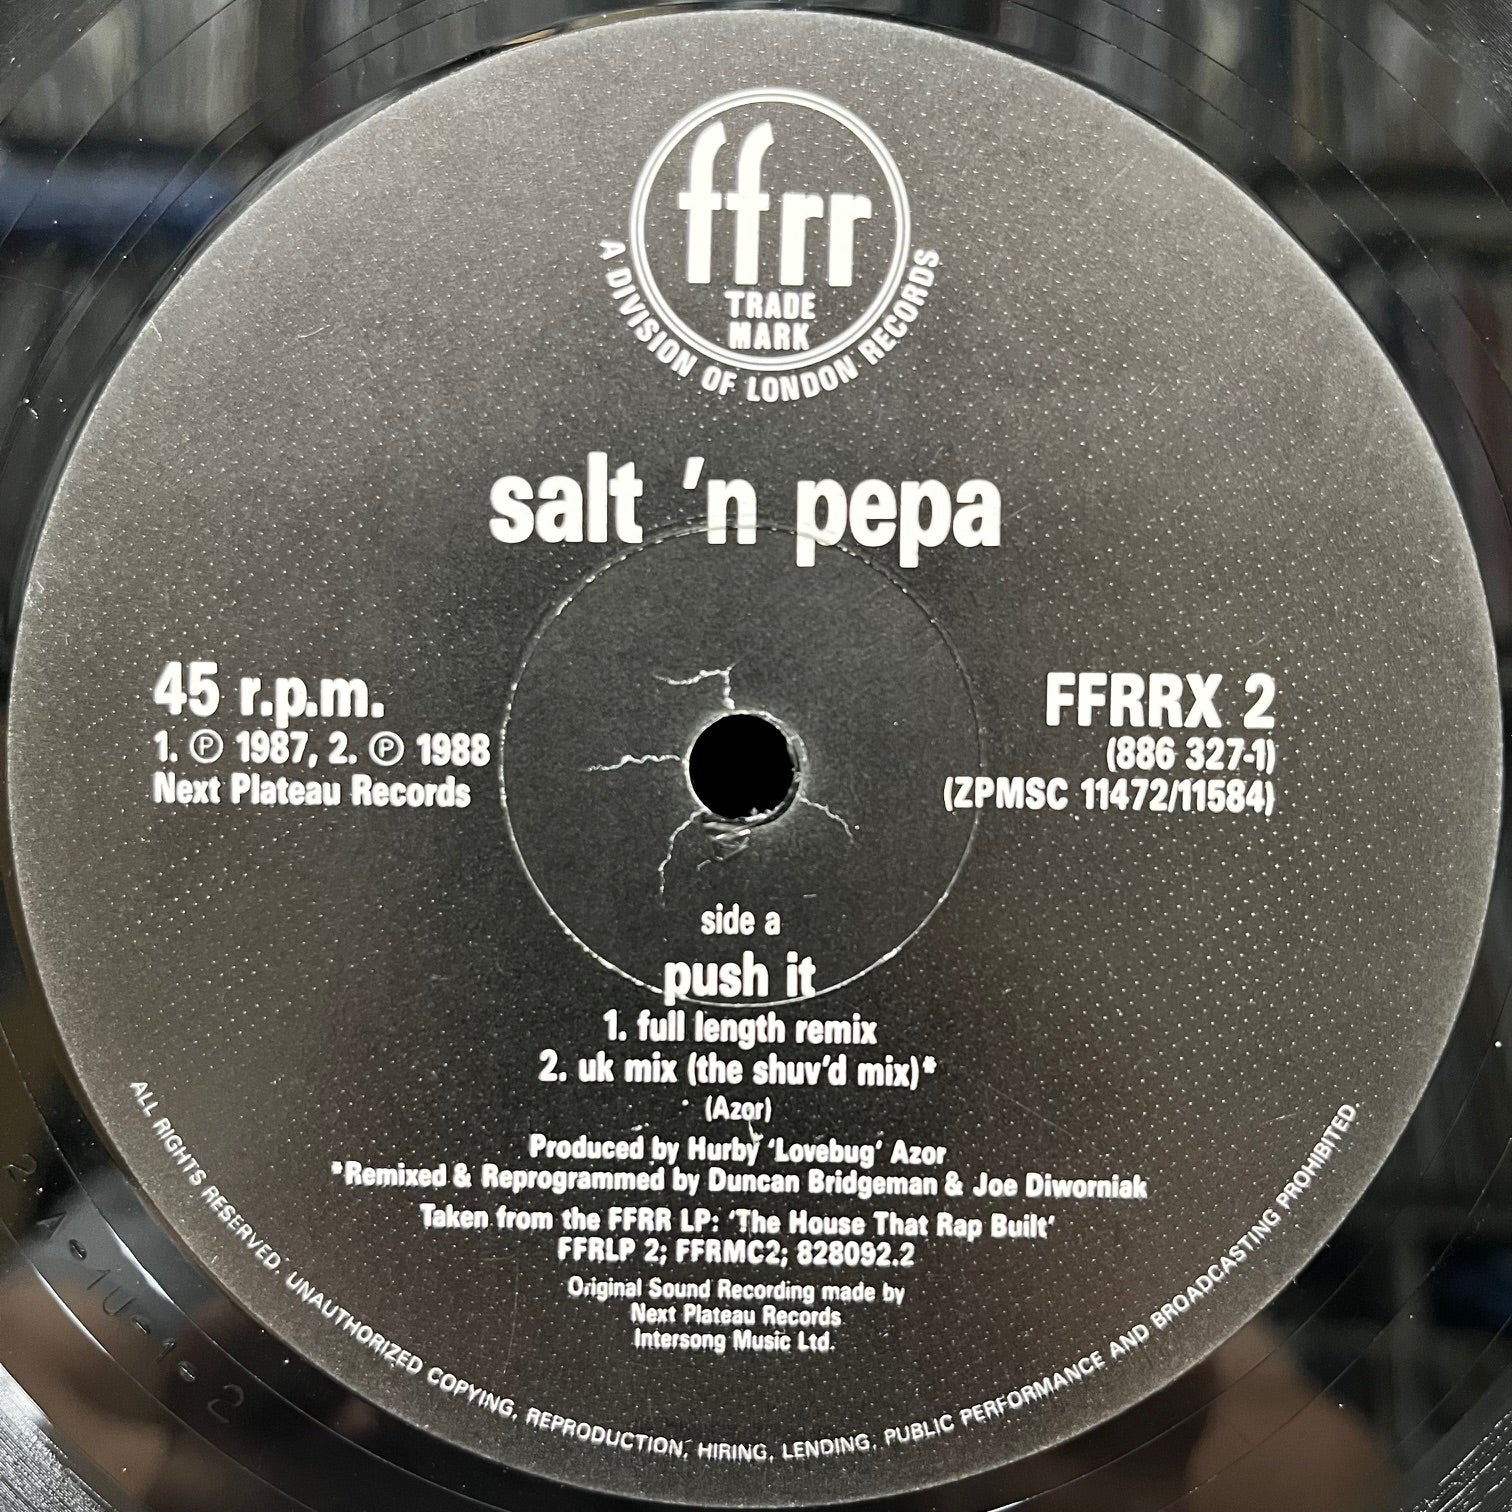 ffrr
TRADE
MARK
A DIVISION OF LONDON RECORDS
salt 'n pepa
45 r.p.m.
1. Ⓟ 1987, 2. Ⓟ 1988
Next Plateau Records
FFRRX 2
(886 327-1)
(ZPMSC 11472/11584)
side a
push it
1. full length remix
2. uk mix (the shuv'd mix)*
(Azor)
Produced by Hurby 'Lovebug' Azor
*Remixed & Reprogrammed by Duncan Bridgeman & Joe Diworniak
Taken from the FFRR LP: 'The House That Rap Built'
FFRLP 2; FFRMC2; 828092.2
Original Sound Recording made by
Next Plateau Records
Intersong Music Ltd.
ALL RIGHTS RESERVED. UNAUTHORIZED COPYING, REPRODUCTION, HIRING, LENDING, PUBLIC PERFORMANCE AND BROADCASTING PROHIBITED.